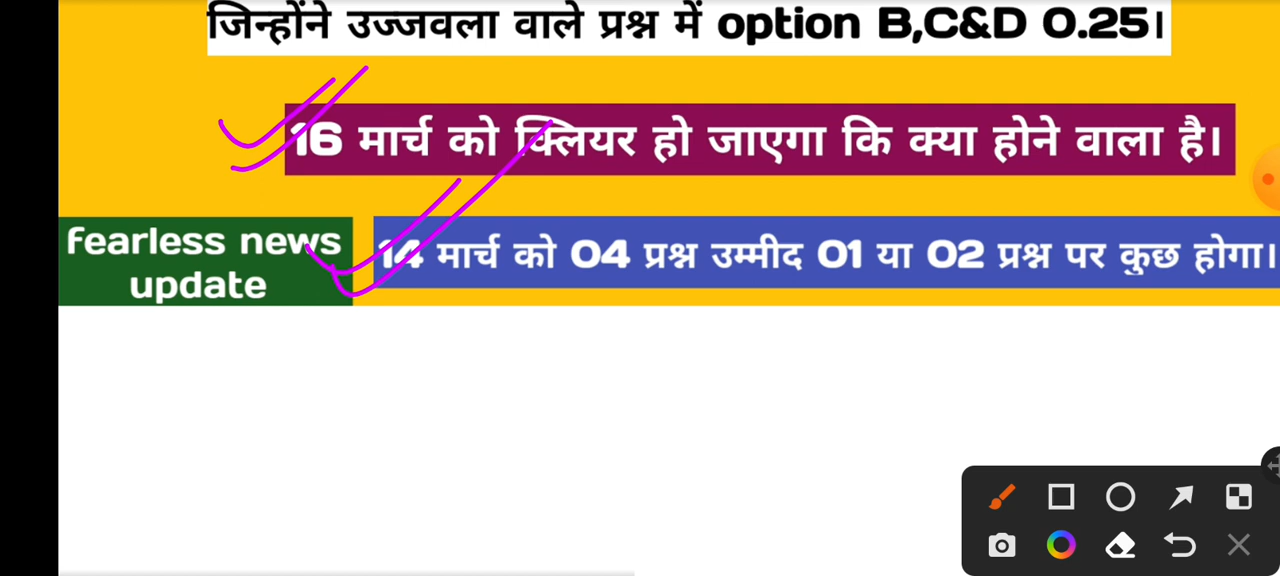 जिन्होंने उज्जवला वाले प्रश्न में option B,C&D 0.25।
16 मार्च को क्लियर हो जाएगा कि क्या होने वाला है।
fearless news
update
14 मार्च को 04 प्रश्न उम्मीद 01 या 02 प्रश्न पर कुछ होगा।